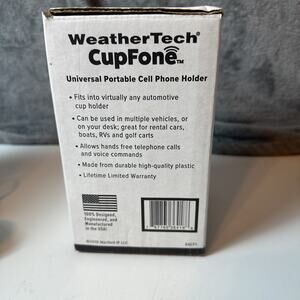 WeatherTech®
CupFone™
Universal Portable Cell Phone Holder
• Fits into virtually any automotive
cup holder
• Can be used in multiple vehicles, or
on your desk; great for rental cars,
boats, RVs and golf carts
• Allows hands free telephone calls
and voice commands
• Made from durable high-quality plastic
• Lifetime Limited Warranty
100% Designed,
Engineered, and
Manufactured
in the USA!